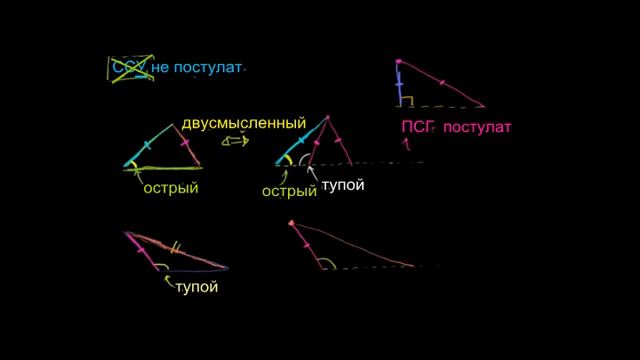 ССУ не постулат
двусмысленный
ПСГ постулат
острый
острый
тупой
тупой